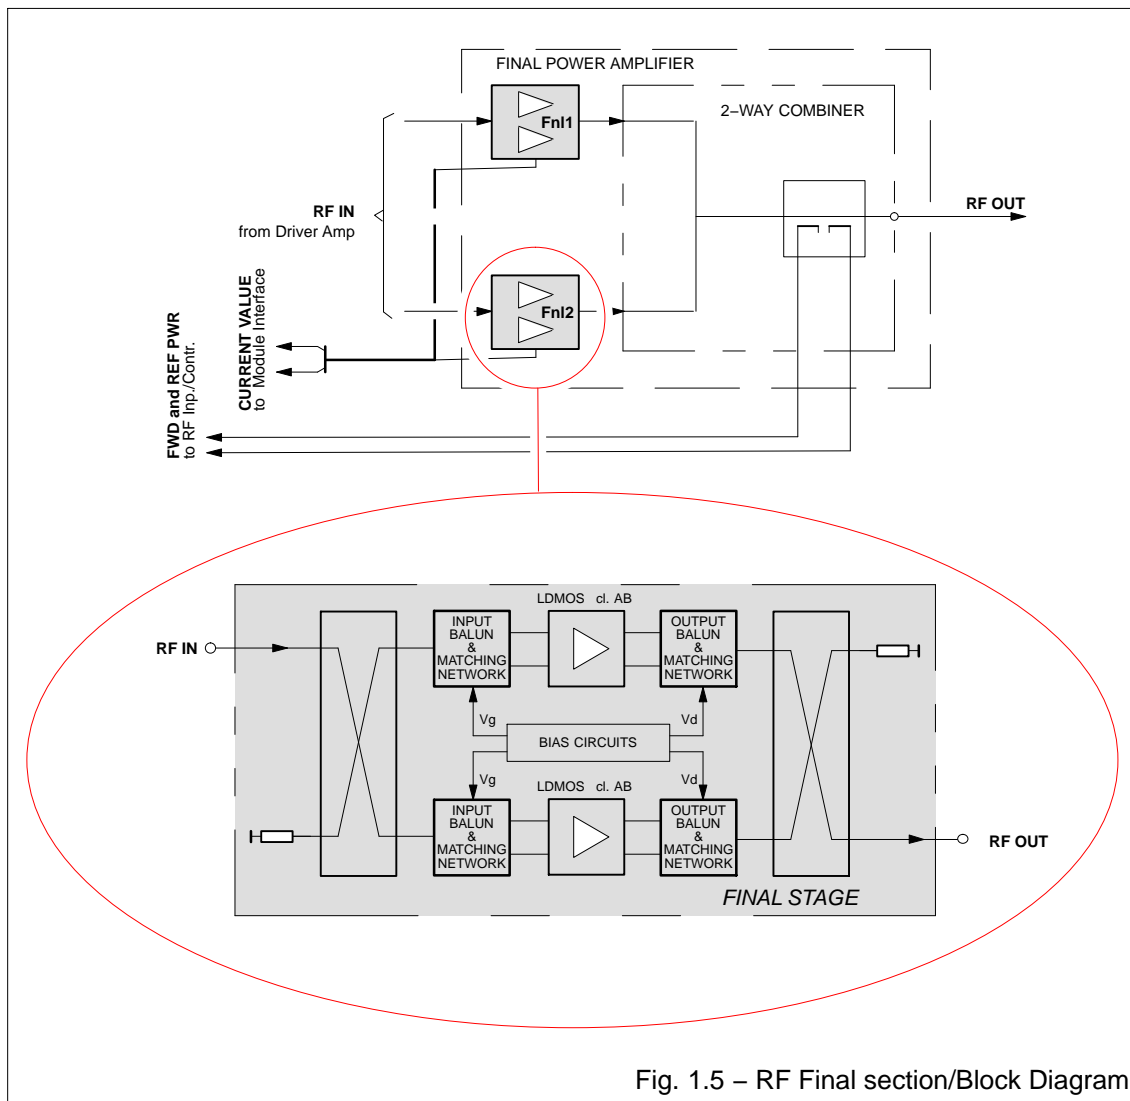 FINAL POWER AMPLIFIER
2−WAY COMBINER
Fnl1
RF IN
from Driver Amp
RF OUT
Fnl2
CURRENT VALUE
to Module Interface
FWD and REF PWR
to RF Inp./Contr.
LDMOS cl. AB
INPUT
BALUN
&
MATCHING
NETWORK
OUTPUT
BALUN
&
MATCHING
NETWORK
RF IN
Vg
Vd
BIAS CIRCUITS
Vg
Vd
LDMOS cl. AB
INPUT
BALUN
&
MATCHING
NETWORK
OUTPUT
BALUN
&
MATCHING
NETWORK
RF OUT
FINAL STAGE
Fig. 1.5 − RF Final section/Block Diagram